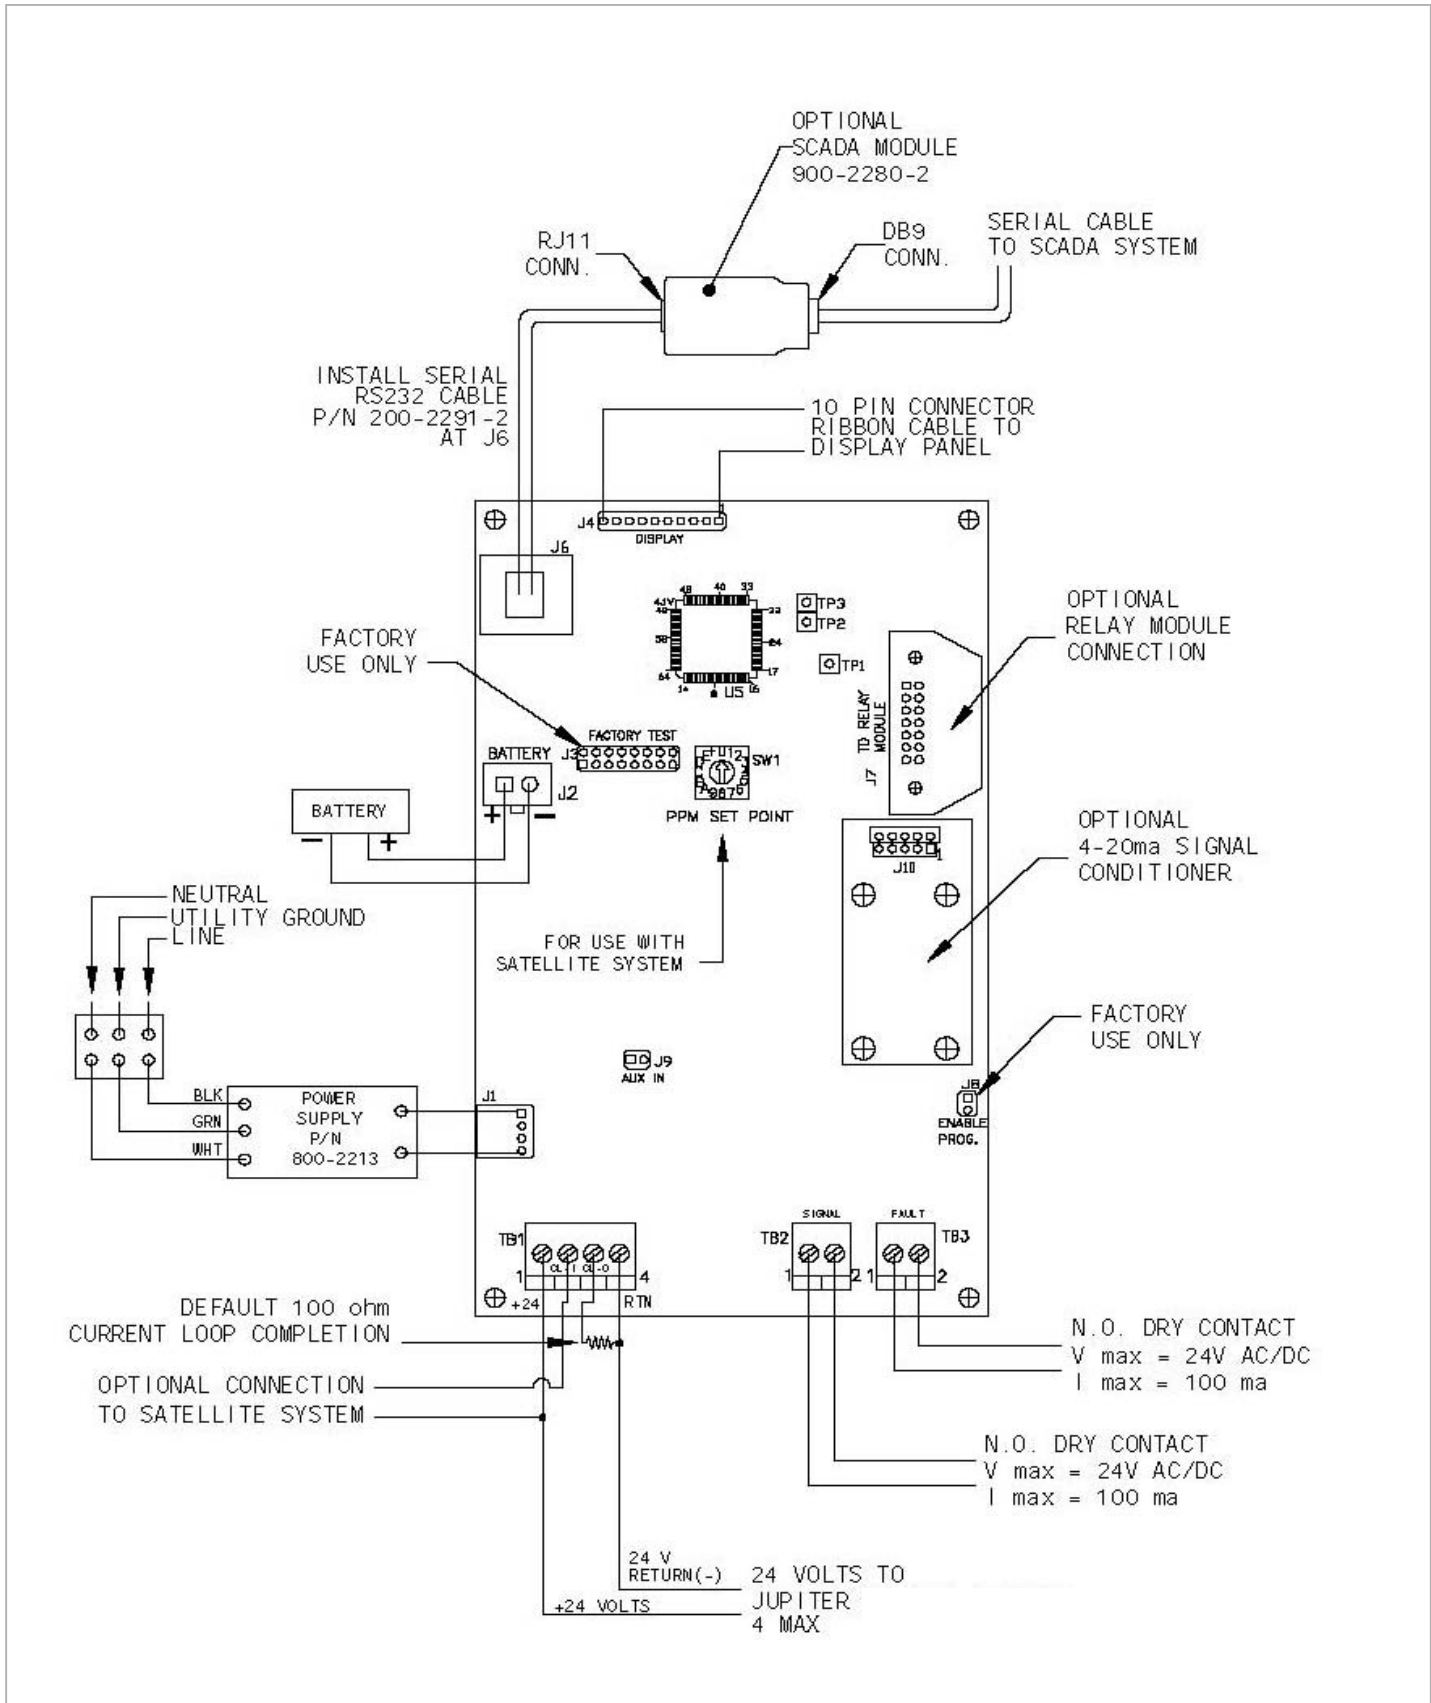 OPTIONAL
SCADA MODULE
900-2280-2
RJ11
CONN.
DB9
CONN.
SERIAL CABLE
TO SCADA SYSTEM
INSTALL SERIAL
RS232 CABLE
P/N 200-2291-2
AT J6
10 PIN CONNECTOR
RIBBON CABLE TO
DISPLAY PANEL
J4
DISPLAY
J6
48
40
33
17
64
U5
TP3
TP2
TP1
FACTORY
USE ONLY
OPTIONAL
RELAY MODULE
CONNECTION
TO RELAY
MODULE
J7
FACTORY TEST
J3
BATTERY
J2
+
-
SW1
PPM SET POINT
BATTERY
-
+
OPTIONAL
4-20ma SIGNAL
CONDITIONER
J10
1
NEUTRAL
UTILITY GROUND
LINE
FOR USE WITH
SATELLITE SYSTEM
FACTORY
USE ONLY
J9
AUX IN
J8
ENABLE
PROG.
BLK
GRN
WHT
POWER
SUPPLY
P/N
800-2213
J1
TB1
CL-I CL-O
1
4
+24
RTN
SIGNAL
TB2
1
2
FAULT
TB3
1
2
DEFAULT 100 ohm
CURRENT LOOP COMPLETION
OPTIONAL CONNECTION
TO SATELLITE SYSTEM
N.O. DRY CONTACT
V max = 24V AC/DC
I max = 100 ma
N.O. DRY CONTACT
V max = 24V AC/DC
I max = 100 ma
24 V
RETURN(-)
+24 VOLTS
24 VOLTS TO
JUPITER
4 MAX